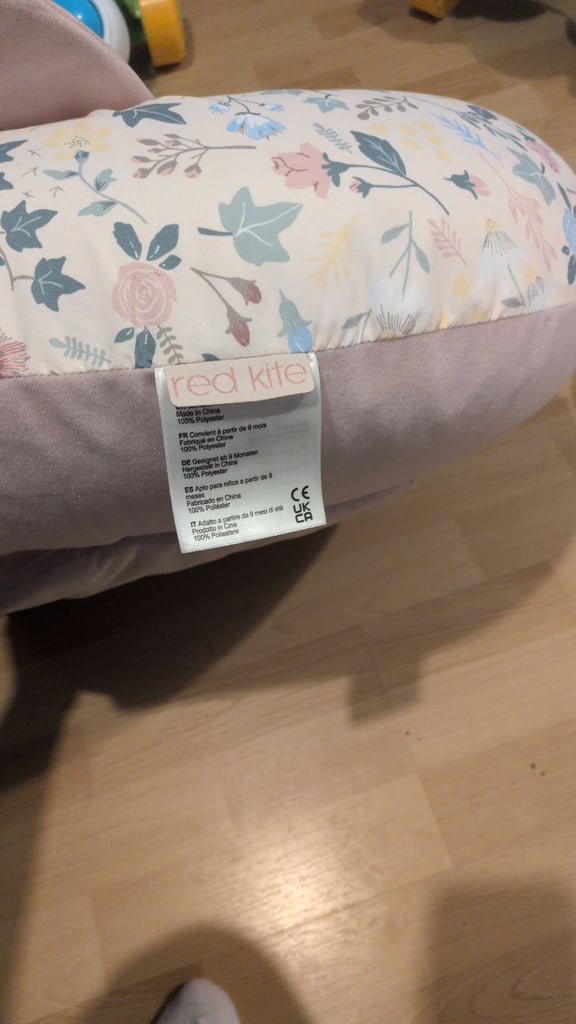 red kite
Made In China
100% Polyester
FR Convient à partir de 9 mois
Fabriqué en Chine
100% Polyester
DE Geeignet ab 9 Monaten
Hergestellt in China
100% Polyester
ES Apto para niños a partir de 9
meses
Fabricado en China
100% Poliéster
IT Adatto a partire da 9 mesi di età
Prodotto in Cina
100% Poliestere
CE
UK
CA